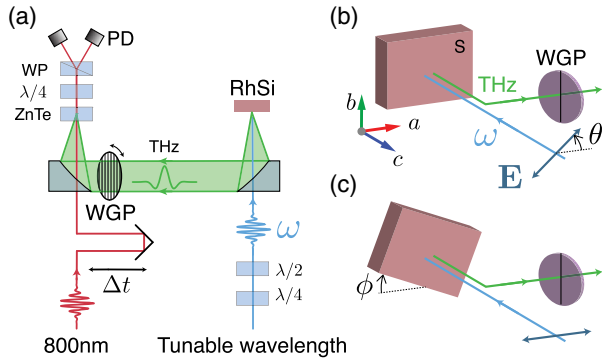 (a)
PD
WP
λ/4
ZnTe
THz
WGP
Δt
800nm
RhSi
ω
λ/2
λ/4
Tunable wavelength
(b)
S
WGP
THz
b
a
c
ω
θ
E
(c)
ϕ